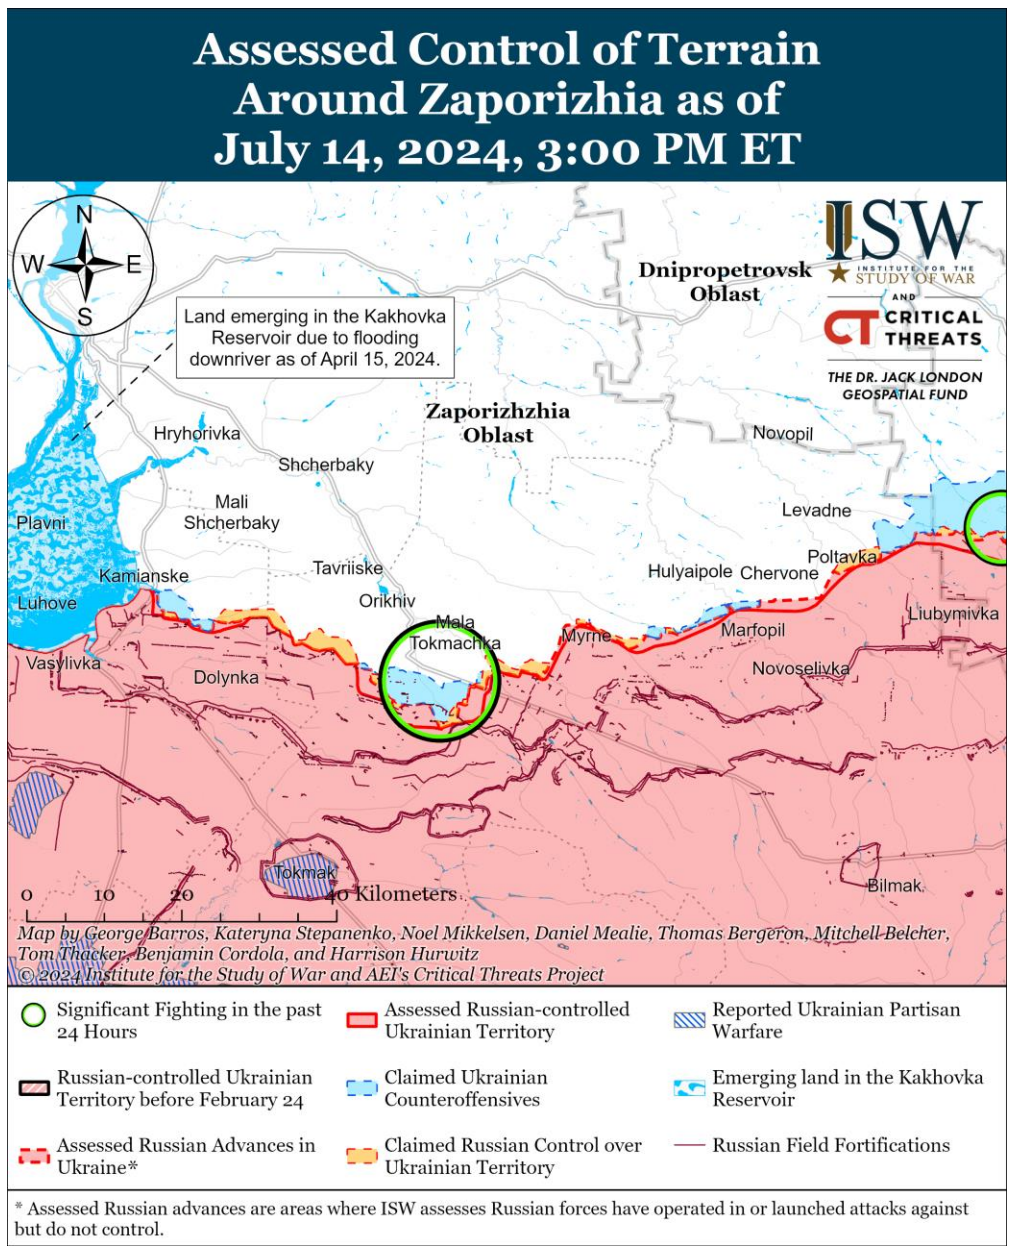 Assessed Control of Terrain
Around Zaporizhia as of
July 14, 2024, 3:00 PM ET
N
W
E
S
Land emerging in the Kakhovka
Reservoir due to flooding
downriver as of April 15, 2024.
Dnipropetrovsk
Oblast
ISW
INSTITUTE FOR THE
STUDY OF WAR
AND
CT CRITICAL
THREATS
THE DR. JACK LONDON
GEOSPATIAL FUND
Zaporizhzhia
Oblast
Hryhorivka
Novopil
Shcherbaky
Mali
Shcherbaky
Levadne
Plavni
Poltavka
Tavriiske
Hulyaipole
Chervone
Kamianske
Orikhiv
Luhove
Liubymivka
Mala
Tokmachka
Myrne
Marfopil
Vasylivka
Dolynka
Novoselivka
Tokmak
Bilmak
0 10 20 40 Kilometers
Map by George Barros, Kateryna Stepanenko, Noel Mikkelsen, Daniel Mealie, Thomas Bergeron, Mitchell Belcher,
Tom Thacker, Benjamin Cordola, and Harrison Hurwitz
© 2024 Institute for the Study of War and AEI's Critical Threats Project
Significant Fighting in the past
24 Hours
Assessed Russian-controlled
Ukrainian Territory
Reported Ukrainian Partisan
Warfare
Russian-controlled Ukrainian
Territory before February 24
Claimed Ukrainian
Counteroffensives
Emerging land in the Kakhovka
Reservoir
Assessed Russian Advances in
Ukraine*
Claimed Russian Control over
Ukrainian Territory
Russian Field Fortifications
* Assessed Russian advances are areas where ISW assesses Russian forces have operated in or launched attacks against
but do not control.